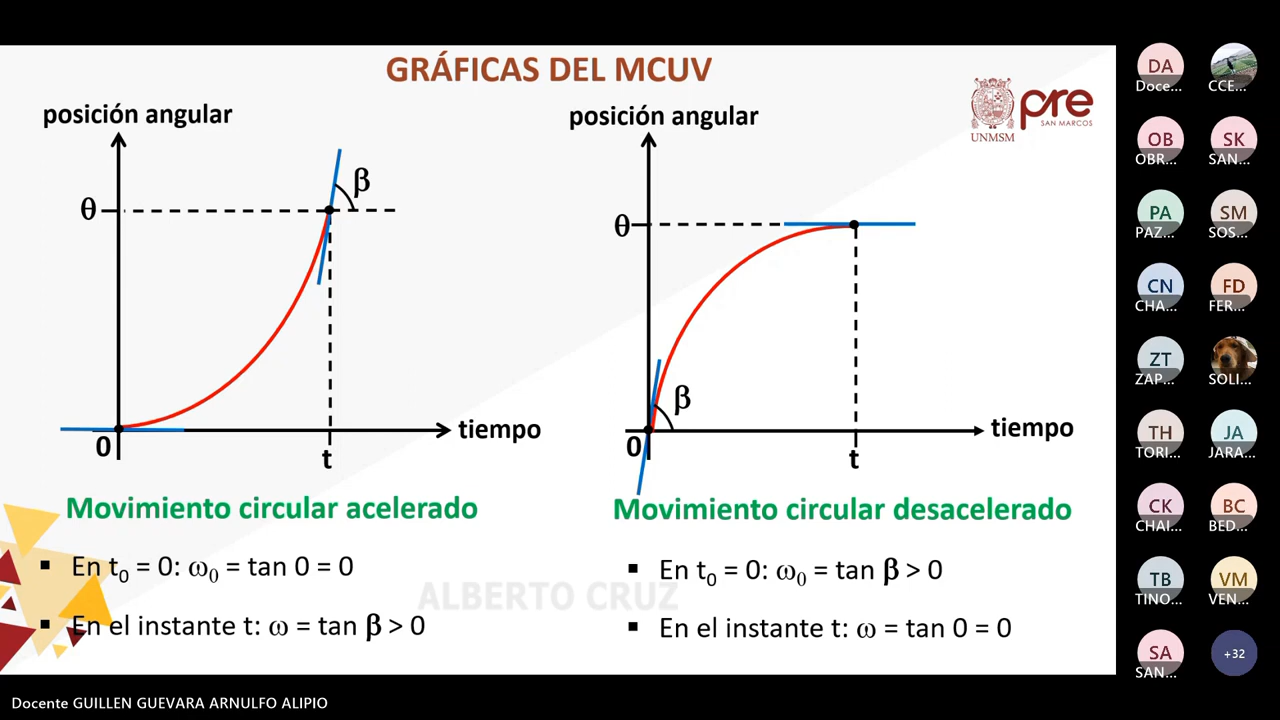 GRÁFICAS DEL MCUV
pre
SAN MARCOS
UNMSM
posición angular
β
θ
0
t
tiempo
posición angular
θ
β
0
t
tiempo
Movimiento circular acelerado
▪ En t₀ = 0: ω₀ = tan 0 = 0
▪ En el instante t: ω = tan β > 0
Movimiento circular desacelerado
▪ En t₀ = 0: ω₀ = tan β > 0
▪ En el instante t: ω = tan 0 = 0
ALBERTO CRUZ
DA
Doce...
CCE...
OB
OBR...
SK
SAN...
PA
PAZ...
SM
SOS...
CN
CHA...
FD
FER...
ZT
ZAP...
SOLI...
TH
TORI...
JA
JARA...
CK
CHAI...
BC
BED...
TB
TINO...
VM
VEN...
SA
SAN...
+32
Docente GUILLEN GUEVARA ARNULFO ALIPIO